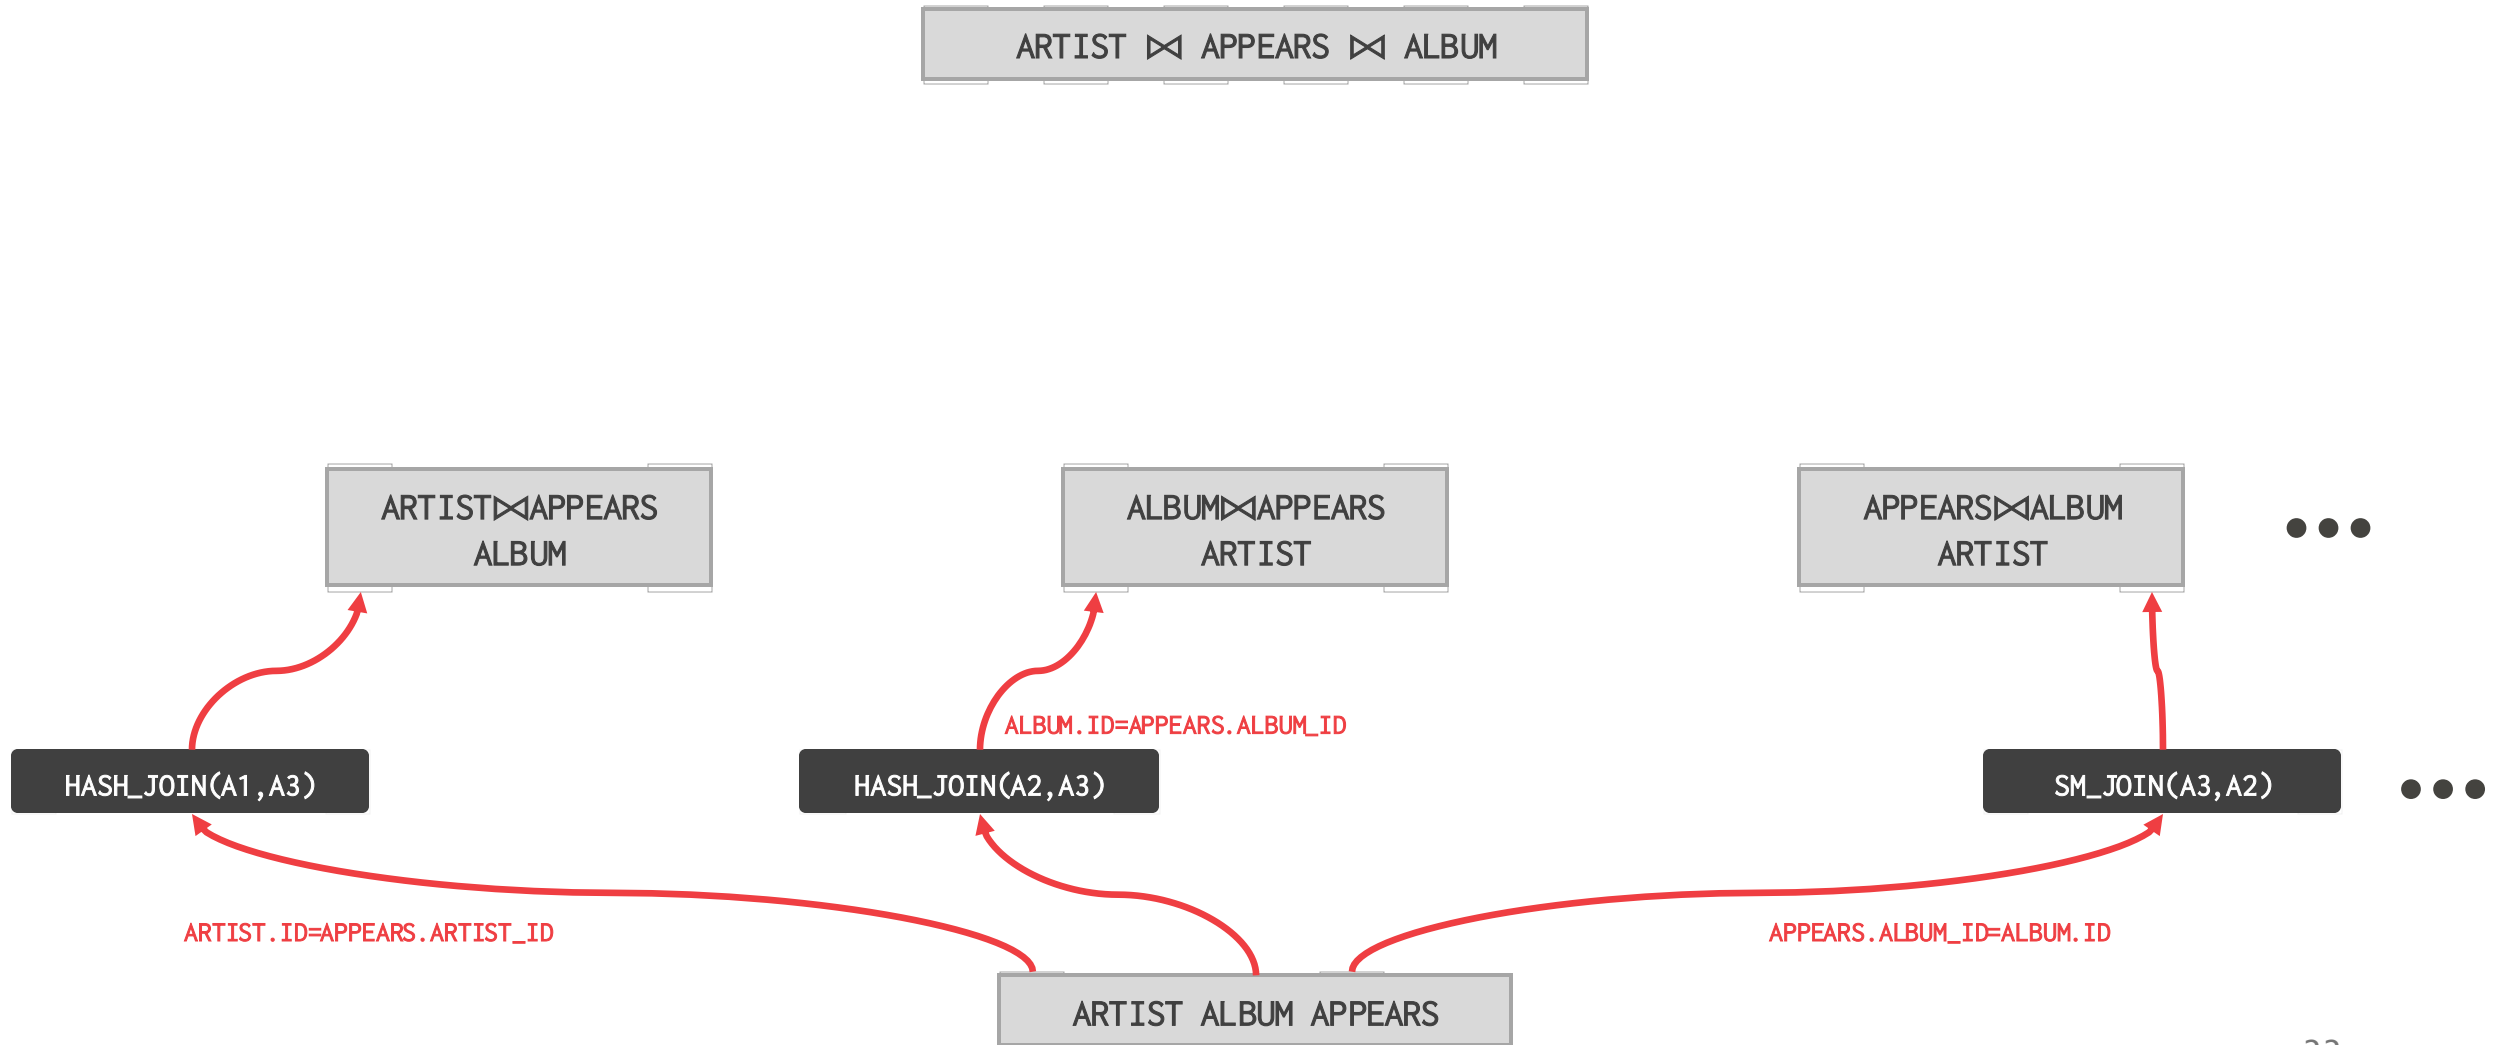 ARTIST ⨝ APPEARS ⨝ ALBUM
ARTIST⨝APPEARS
ALBUM
ALBUM⨝APPEARS
ARTIST
APPEARS⨝ALBUM
ARTIST
●●●
ALBUM.ID=APPEARS.ALBUM_ID
HASH_JOIN(A1,A3)
HASH_JOIN(A2,A3)
SM_JOIN(A3,A2)
●●●
ARTIST.ID=APPEARS.ARTIST_ID
APPEARS.ALBUM_ID=ALBUM.ID
ARTIST ALBUM APPEARS